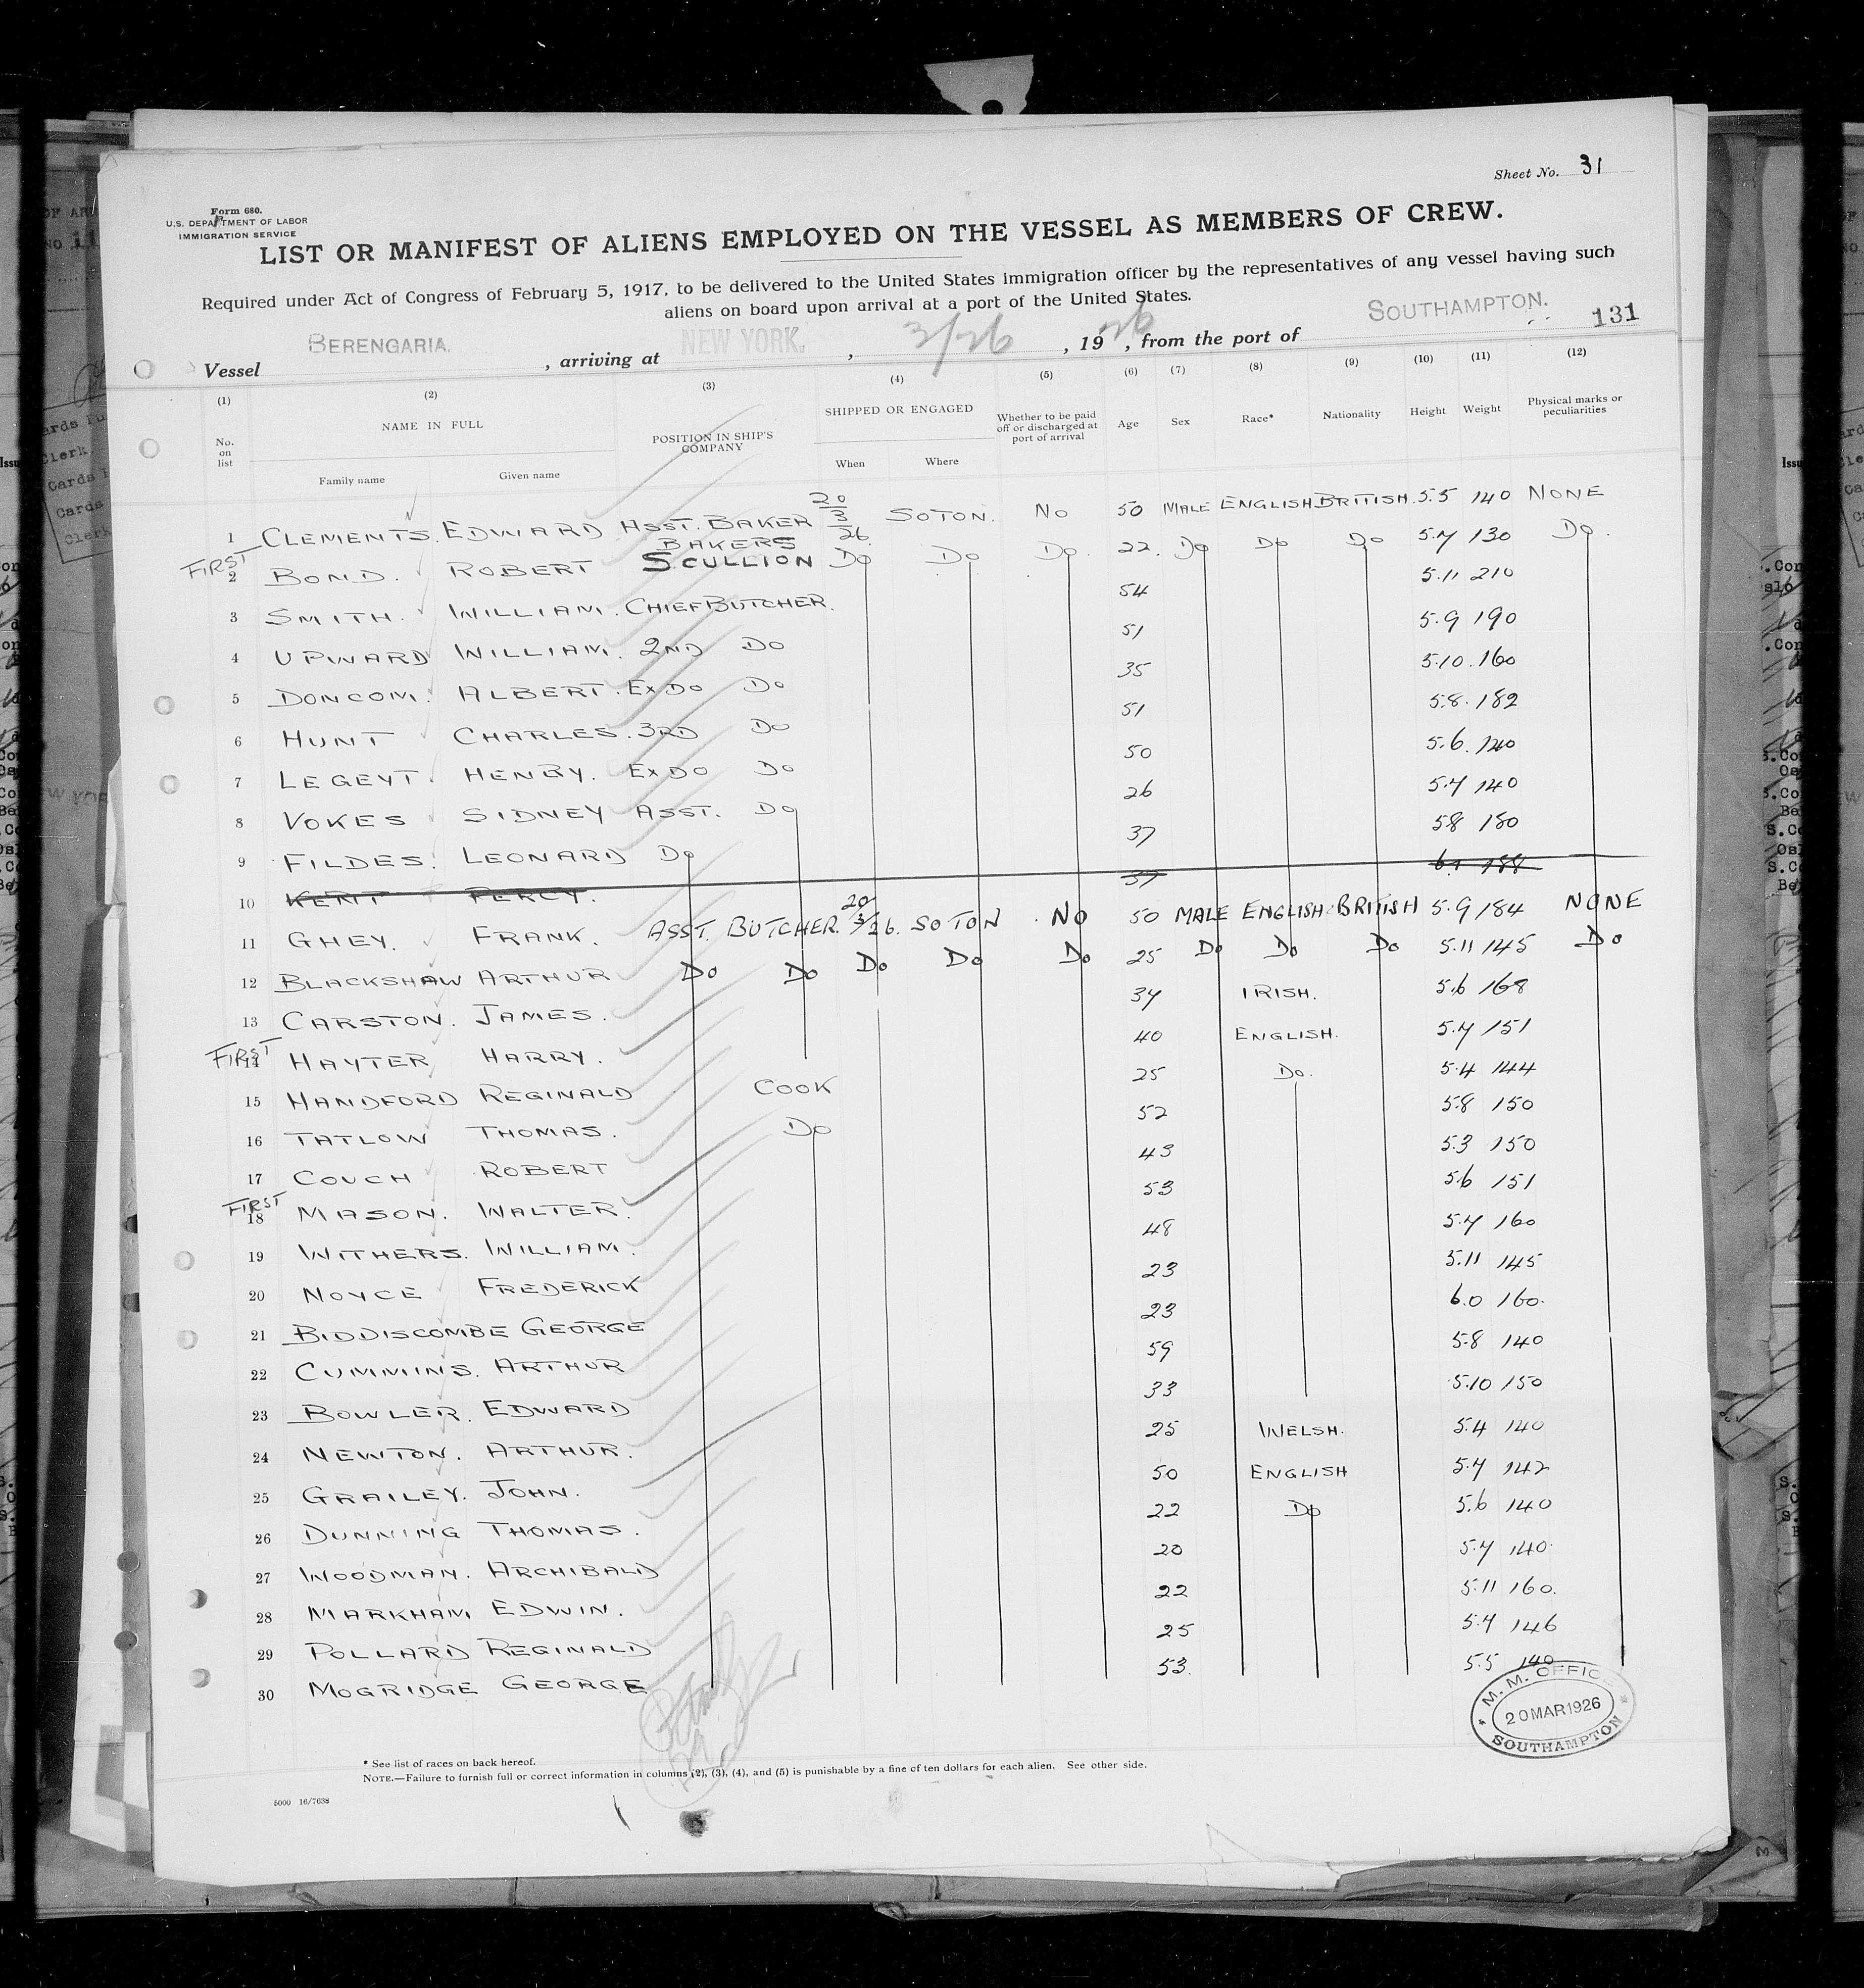 Sheet No. 31
Form 680.
U.S. DEPARTMENT OF LABOR
IMMIGRATION SERVICE
LIST OR MANIFEST OF ALIENS EMPLOYED ON THE VESSEL AS MEMBERS OF CREW.
Required under Act of Congress of February 5, 1917, to be delivered to the United States immigration officer by the representatives of any vessel having such
aliens on board upon arrival at a port of the United States.
Vessel BERENGARIA. , arriving at NEW YORK. , 3/26 , 19 26 , from the port of SOUTHAMPTON. 131
(1) (2) (3) (4) (5) (6) (7) (8) (9) (10) (11) (12)
No. on list NAME IN FULL POSITION IN SHIP'S COMPANY SHIPPED OR ENGAGED Whether to be paid off or discharged at port of arrival Age Sex Race* Nationality Height Weight Physical marks or peculiarities
Family name Given name When Where
1 CLEMENTS. EDWARD ASST. BAKER 20/3/26. SOTON. NO 50 MALE ENGLISH BRITISH. 5.5 140 NONE
FIRST 2 BOND. ROBERT BAKERS SCULLION DO DO DO. 22. DO DO DO 5.7 130 DO.
3 SMITH. WILLIAM. CHIEF BUTCHER. 54 5.11 210
4 UPWARD WILLIAM. 2ND DO 51 5.9 190
5 DONCOM. ALBERT. EX DO DO 35 5.10. 160
6 HUNT CHARLES. 3RD DO 51 5.8. 182
7 LEGEYT. HENRY. EX DO DO 50 5.6. 140
8 VOKES SIDNEY ASST. DO 26 5.7 140
9 FILDES. LEONARD DO 37 5.8 180
10 KENT PERCY. 37 6.1 188
11 GHEY. FRANK. ASST. BUTCHER. 20/3/26. SOTON NO 50 MALE ENGLISH BRITISH 5.9 184 NONE
12 BLACKSHAW ARTHUR DO DO DO DO DO 25 DO DO DO 5.11 145 DO
13 CARSTON. JAMES. 34 IRISH. 5.6 168
FIRST 14 HAYTER HARRY. 40 ENGLISH. 5.7 151
15 HANDFORD REGINALD COOK 25 DO. 5.4 144
16 TATLOW THOMAS. DO 52 5.8 150
17 COUCH ROBERT 43 5.3 150
FIRST 18 MASON. WALTER. 53 5.6 151
19 WITHERS. WILLIAM. 48 5.7 160
20 NOYCE FREDERICK 23 5.11 145
21 BIDDISCOMBE GEORGE 23 6.0 160.
22 CUMMINS. ARTHUR 59 5.8 140
23 BOWLER. EDWARD 33 5.10 150
24 NEWTON. ARTHUR. 25 WELSH. 5.4 140
25 GRAILEY. JOHN. 50 ENGLISH 5.7 142
26 DUNNING THOMAS. 22 DO 5.6 140
27 WOODMAN. ARCHIBALD 20 5.7 140.
28 MARKHAM EDWIN. 22 5.11 160.
29 POLLARD REGINALD 25 5.7 146
30 MOGRIDGE GEORGE 53. 5.5 140
M. M. OFFICE
20 MAR 1926
SOUTHAMPTON
* See list of races on back hereof.
NOTE.—Failure to furnish full or correct information in columns (2), (3), (4), and (5) is punishable by a fine of ten dollars for each alien. See other side.
5000 16/7638